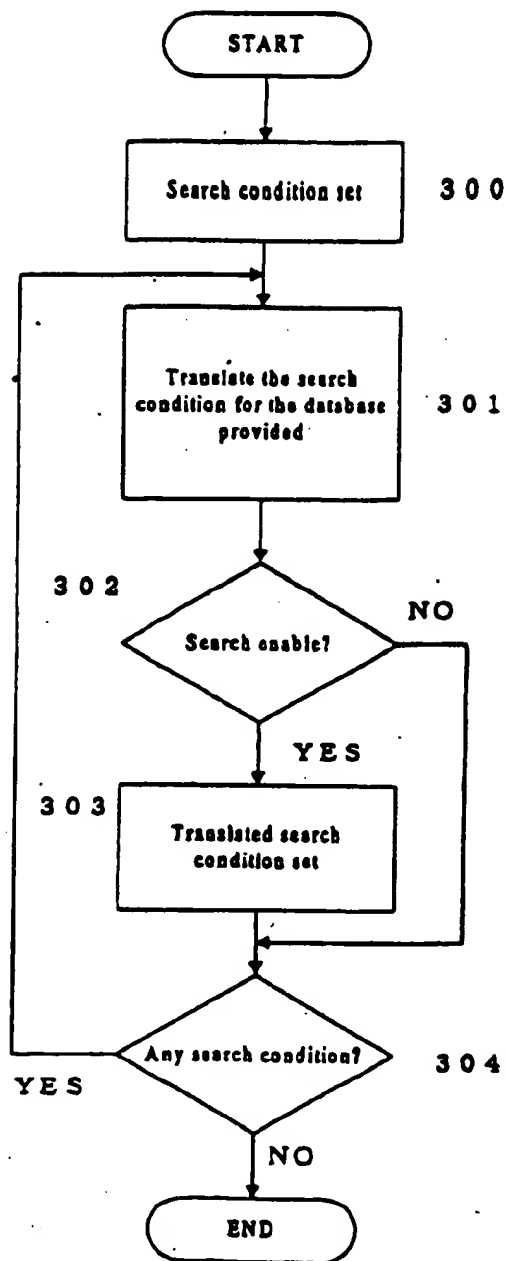 START
Search condition set
300
Translate the search
condition for the database
provided
301
302
Search enable?
NO
YES
303
Translated search
condition set
Any search condition?
304
YES
NO
END